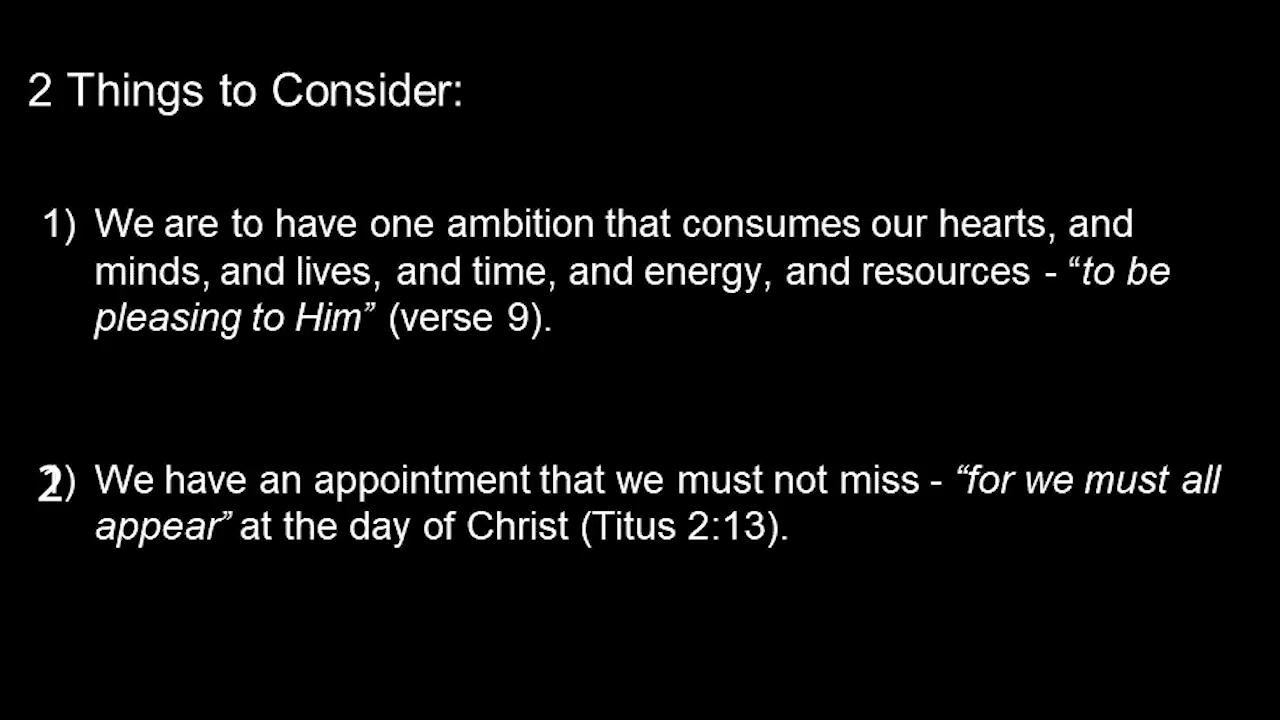 2 Things to Consider:
1) We are to have one ambition that consumes our hearts, and
minds, and lives, and time, and energy, and resources - “to be
pleasing to Him” (verse 9).
2) We have an appointment that we must not miss - “for we must all
appear” at the day of Christ (Titus 2:13).